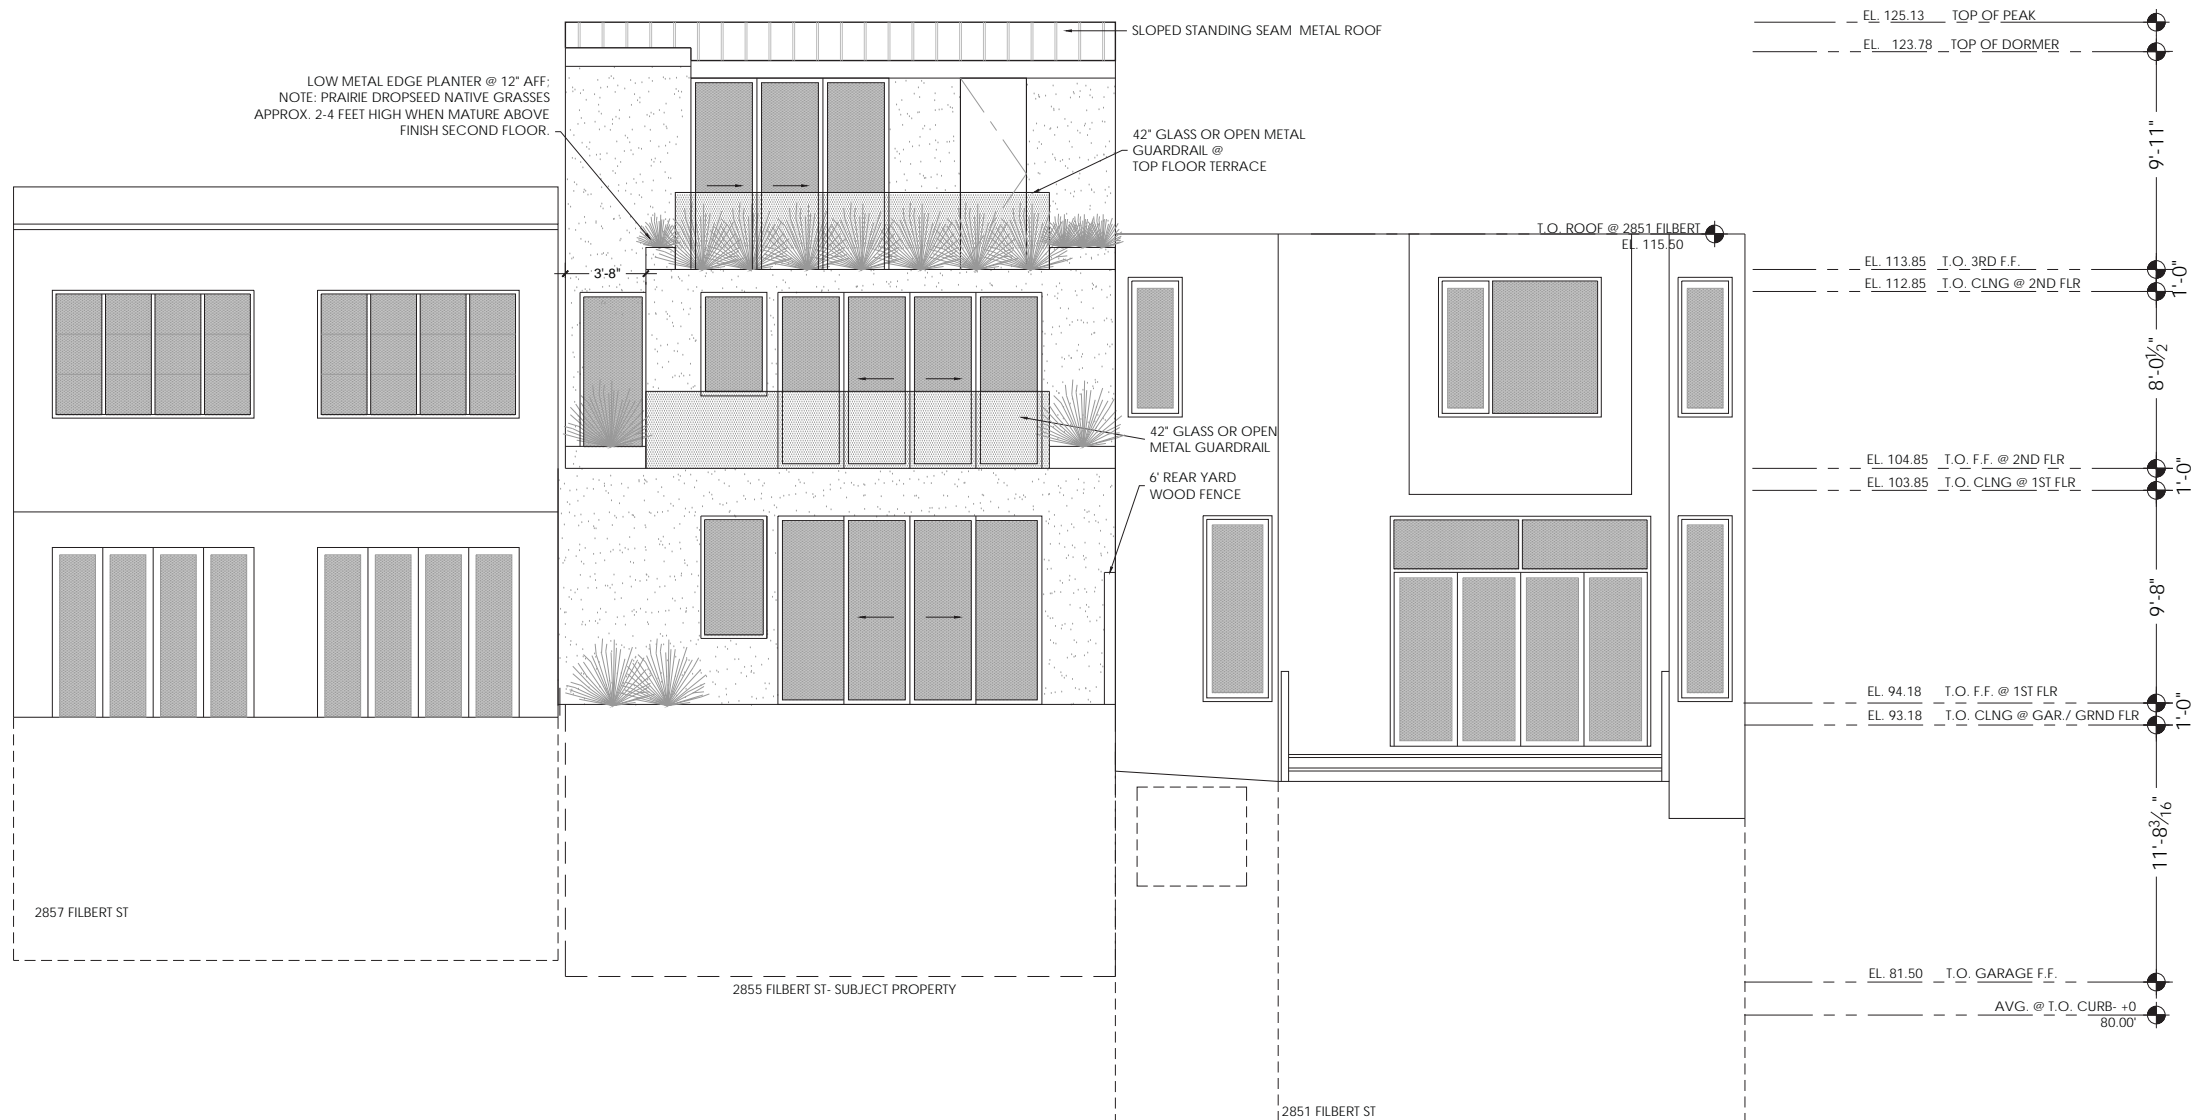 SLOPED STANDING SEAM METAL ROOF
LOW METAL EDGE PLANTER @ 12" AFF;
NOTE: PRAIRIE DROPSEED NATIVE GRASSES
APPROX. 2-4 FEET HIGH WHEN MATURE ABOVE
FINISH SECOND FLOOR.
42" GLASS OR OPEN METAL
GUARDRAIL @
TOP FLOOR TERRACE
3'-8"
42" GLASS OR OPEN
METAL GUARDRAIL
6' REAR YARD
WOOD FENCE
2857 FILBERT ST
2855 FILBERT ST- SUBJECT PROPERTY
2851 FILBERT ST
T.O. ROOF @ 2851 FILBERT
EL. 115.50
EL. 125.13 TOP OF PEAK
EL. 123.78 TOP OF DORMER
9'-11"
EL. 113.85 T.O. 3RD F.F.
1'-0"
EL. 112.85 T.O. CLNG @ 2ND FLR
8'-0½"
EL. 104.85 T.O. F.F. @ 2ND FLR
1'-0"
EL. 103.85 T.O. CLNG @ 1ST FLR
9'-8"
EL. 94.18 T.O. F.F. @ 1ST FLR
1'-0"
EL. 93.18 T.O. CLNG @ GAR./ GRND FLR
11'-8 3/16"
EL. 81.50 T.O. GARAGE F.F.
AVG. @ T.O. CURB- +0
80.00'